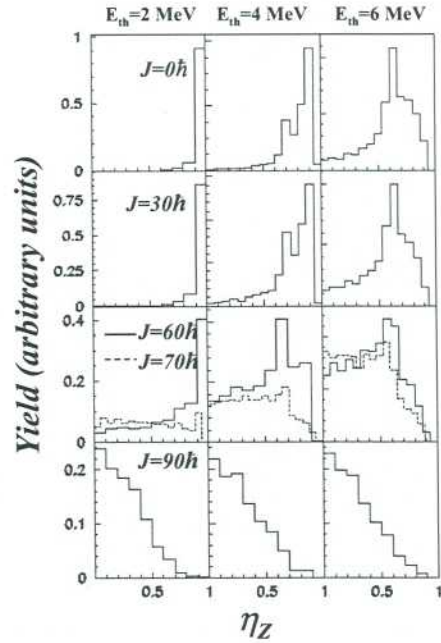 E_th=2 MeV E_th=4 MeV E_th=6 MeV
1
J=0ħ
0.5
0
0.75
J=30ħ
0.5
0.25
0
0.4
J=60ħ
J=70ħ
0.2
0
J=90ħ
0.2
0.1
0
0.5 1 0.5 1 0.5 1
η_Z
Yield (arbitrary units)